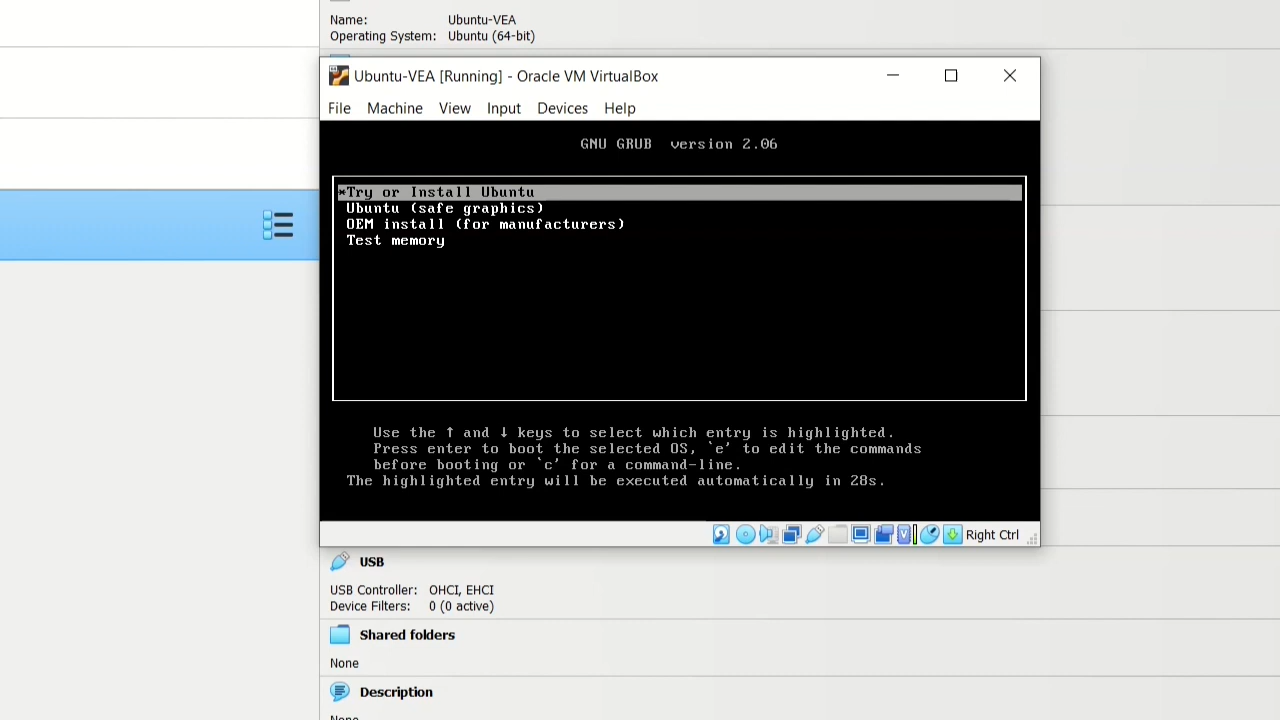 Name: Ubuntu-VEA
Operating System: Ubuntu (64-bit)
Ubuntu-VEA [Running] - Oracle VM VirtualBox
File Machine View Input Devices Help
GNU GRUB version 2.06
*Try or Install Ubuntu
Ubuntu (safe graphics)
OEM install (for manufacturers)
Test memory
Use the ↑ and ↓ keys to select which entry is highlighted.
Press enter to boot the selected OS, `e' to edit the commands
before booting or `c' for a command-line.
The highlighted entry will be executed automatically in 28s.
Right Ctrl
USB
USB Controller: OHCI, EHCI
Device Filters: 0 (0 active)
Shared folders
None
Description
None